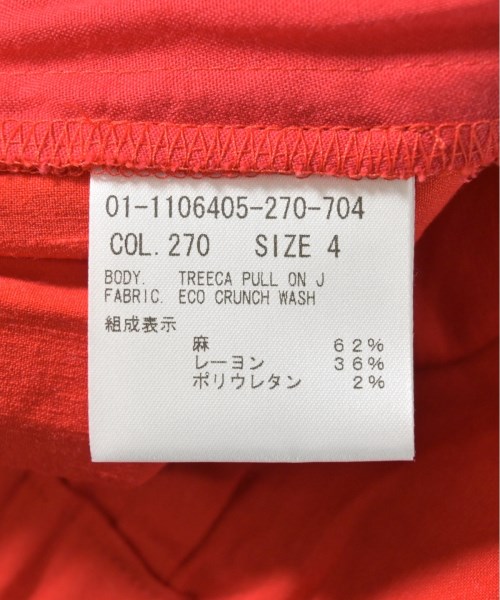 01-1106405-270-704
COL. 270 SIZE 4
BODY. TREECA PULL ON J
FABRIC. ECO CRUNCH WASH
組成表示
麻 62%
レーヨン 36%
ポリウレタン 2%